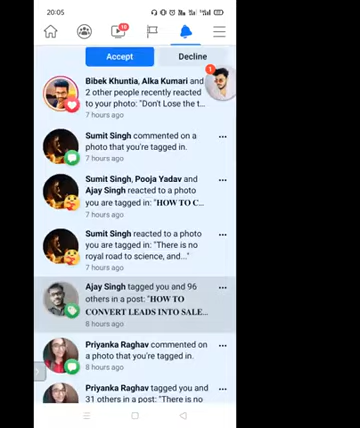 20:05
18
Accept
Decline
1
Bibek Khuntia, Alka Kumari and
2 other people recently reacted
to your photo: "Don't Lose the t...
7 hours ago
Sumit Singh commented on a
photo that you're tagged in.
7 hours ago
Sumit Singh, Pooja Yadav and
Ajay Singh reacted to a photo
you are tagged in: "HOW TO C...
7 hours ago
Sumit Singh reacted to a photo
you are tagged in: "There is no
royal road to science, and..."
7 hours ago
Ajay Singh tagged you and 96
others in a post: "HOW TO
CONVERT LEADS INTO SALE...
8 hours ago
Priyanka Raghav commented on
a photo that you're tagged in.
8 hours ago
Priyanka Raghav tagged you and
31 others in a post: "There is no